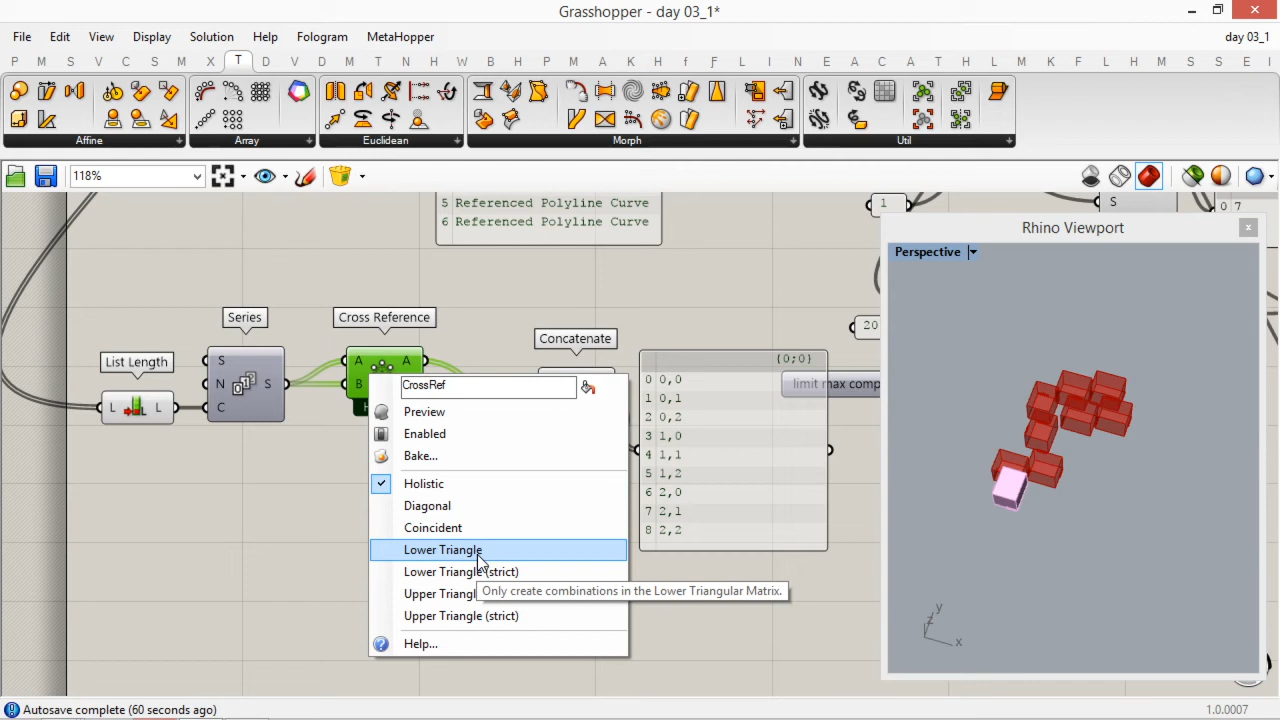 Grasshopper - day 03_1*
File Edit View Display Solution Help Fologram MetaHopper day 03_1
P M S V C S M X T D V M T N H W B P M A K H f F L I X N E A D M N R E L H P L S S E I
Affine + Array + Euclidean + Morph + Util +
118%
5 Referenced Polyline Curve
6 Referenced Polyline Curve
1
S
0 7
Rhino Viewport x
Perspective
Series
Cross Reference
Concatenate
List Length
S
N S
C
L L
A A
B
20
{0;0}
limit max comp
0 0,0
1 0,1
2 0,2
3 1,0
4 1,1
5 1,2
6 2,0
7 2,1
8 2,2
CrossRef
Preview
Enabled
Bake...
Holistic
Diagonal
Coincident
Lower Triangle
Lower Triangle (strict)
Upper Triangl
Upper Triangle (strict)
Help...
Only create combinations in the Lower Triangular Matrix.
y
z
x
Autosave complete (60 seconds ago) 1.0.0007